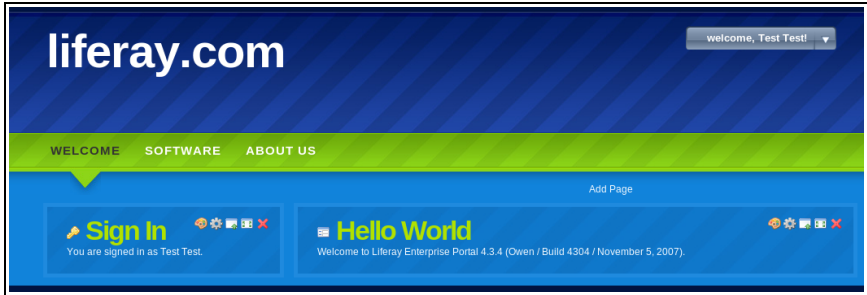 liferay.com
welcome, Test Test!
WELCOME SOFTWARE ABOUT US
Add Page
Sign In
You are signed in as Test Test.
Hello World
Welcome to Liferay Enterprise Portal 4.3.4 (Owen / Build 4304 / November 5, 2007).